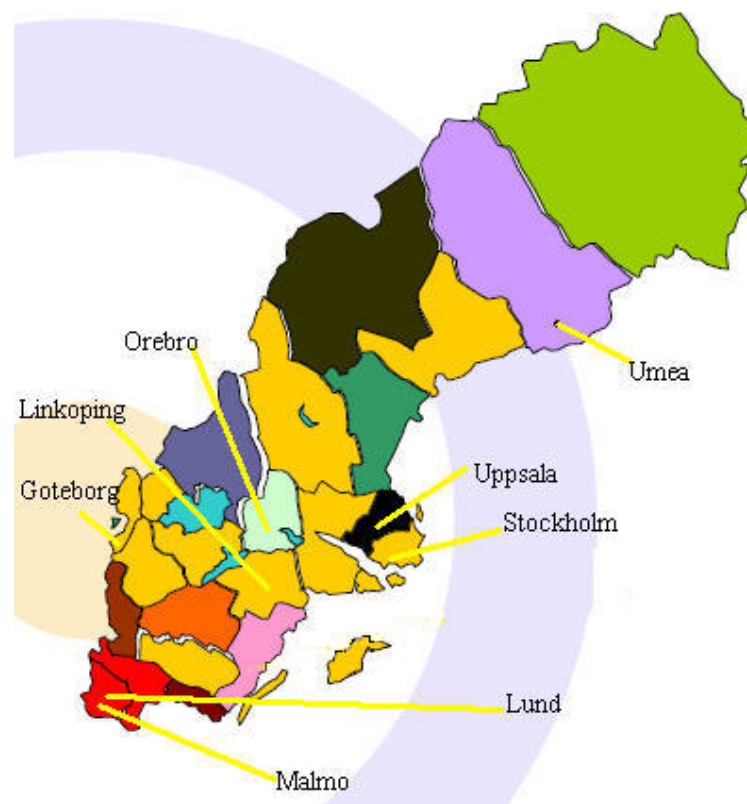 Orebro
Umea
Linkoping
Uppsala
Goteborg
Stockholm
Lund
Malmo